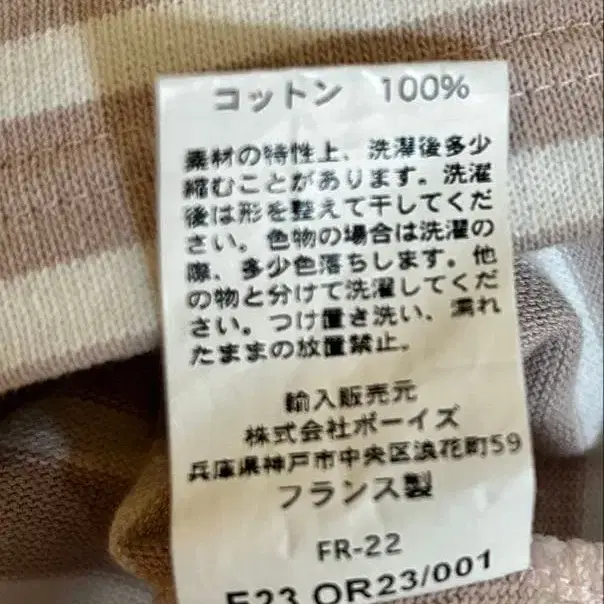 コットン 100%
素材の特性上、洗濯後多少
縮むことがあります。洗濯
後は形を整えて干してくだ
さい。色物の場合は洗濯の
際、多少色落ちします。他
の物と分けて洗濯してくだ
さい。つけ置き洗い、濡れ
たままの放置禁止。
輸入販売元
株式会社ボーイズ
兵庫県神戸市中央区浪花町59
フランス製
FR-22
E23 OR23/001